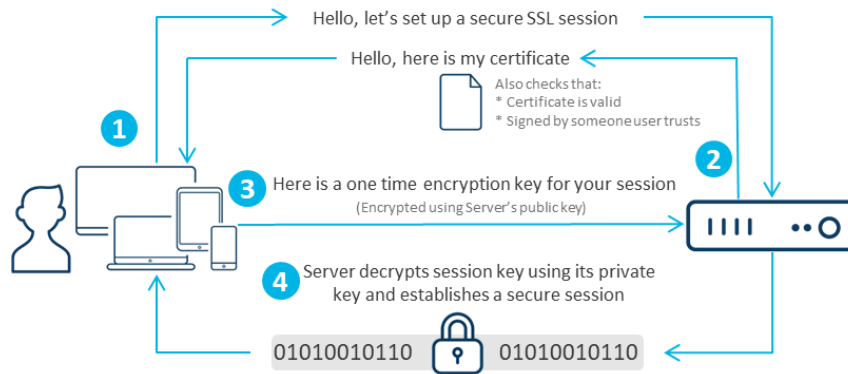 Hello, let's set up a secure SSL session
Hello, here is my certificate
Also checks that:
* Certificate is valid
* Signed by someone user trusts
1
2
3
Here is a one time encryption key for your session
(Encrypted using Server's public key)
4
Server decrypts session key using its private
key and establishes a secure session
01010010110
01010010110